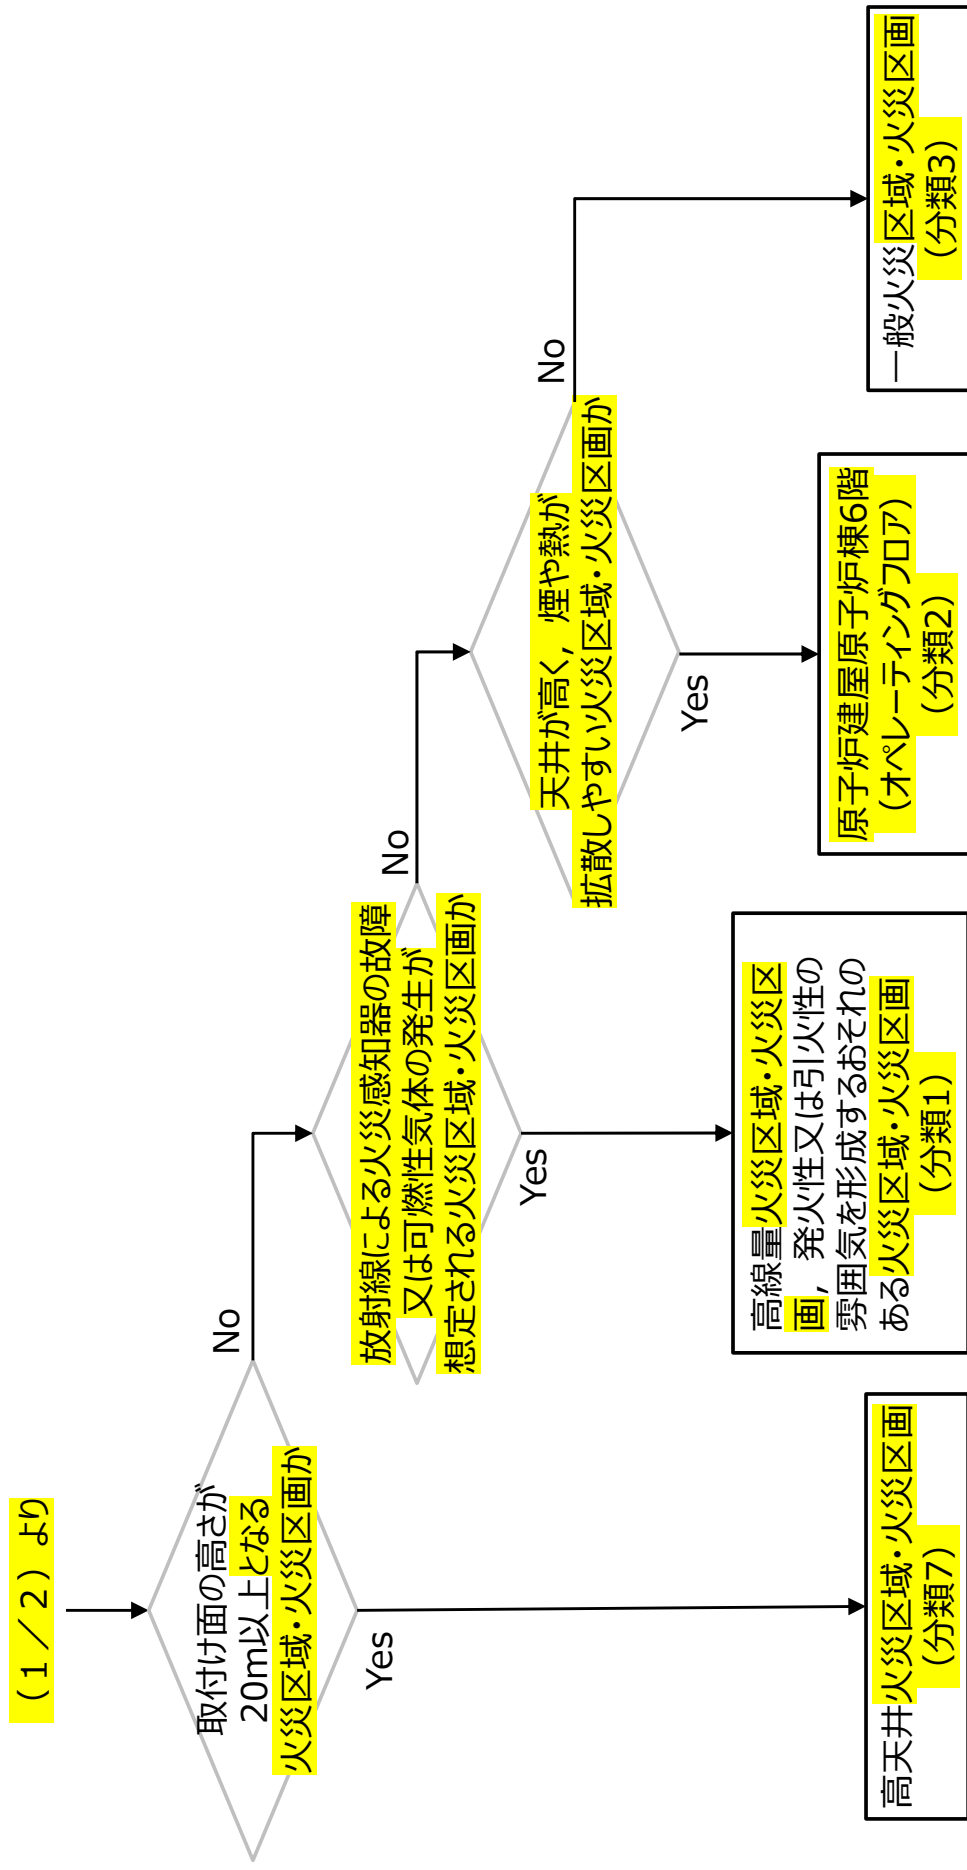 (1/2)より
取付け面の高さが
20m以上となる
火災区域・火災区画か
No
Yes
放射線による火災感知器の故障
又は可燃性気体の発生が
想定される火災区域・火災区画か
No
Yes
天井が高く，煙や熱が
拡散しやすい火災区域・火災区画か
No
Yes
高天井火災区域・火災区画
（分類7）
高線量火災区域・火災区
画，発火性又は引火性の
雰囲気を形成するおそれの
ある火災区域・火災区画
（分類1）
原子炉建屋原子炉棟6階
（オペレーティングフロア）
（分類2）
一般火災区域・火災区画
（分類3）